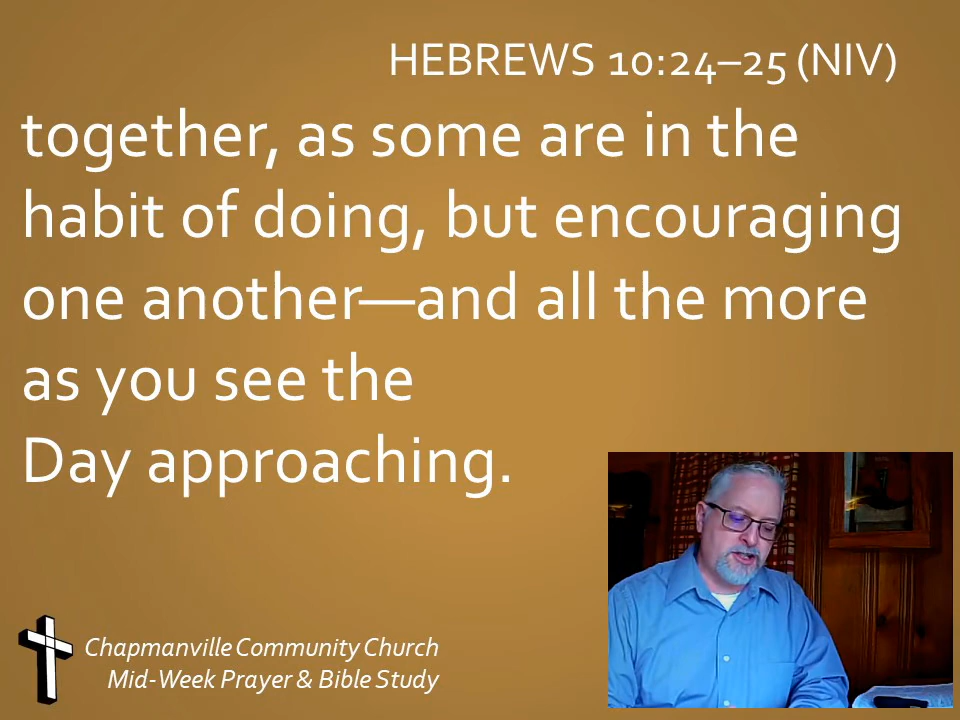 HEBREWS 10:24–25 (NIV)
together, as some are in the
habit of doing, but encouraging
one another—and all the more
as you see the
Day approaching.
Chapmanville Community Church
Mid-Week Prayer & Bible Study